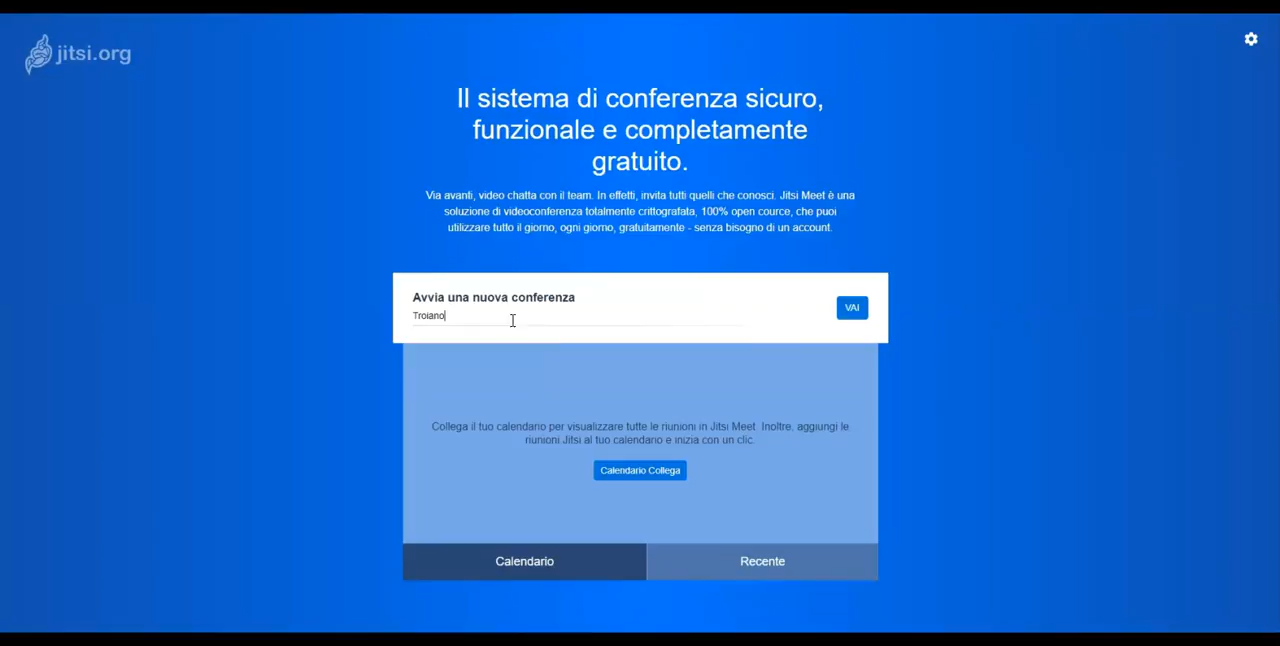 jitsi.org
Il sistema di conferenza sicuro,
funzionale e completamente
gratuito.
Via avanti, video chatta con il team. In effetti, invita tutti quelli che conosci. Jitsi Meet è una
soluzione di videoconferenza totalmente crittografata, 100% open cource, che puoi
utilizzare tutto il giorno, ogni giorno, gratuitamente - senza bisogno di un account.
Avvia una nuova conferenza
Troiano
VAI
Collega il tuo calendario per visualizzare tutte le riunioni in Jitsi Meet. Inoltre, aggiungi le
riunioni Jitsi al tuo calendario e inizia con un clic.
Calendario Collega
Calendario
Recente